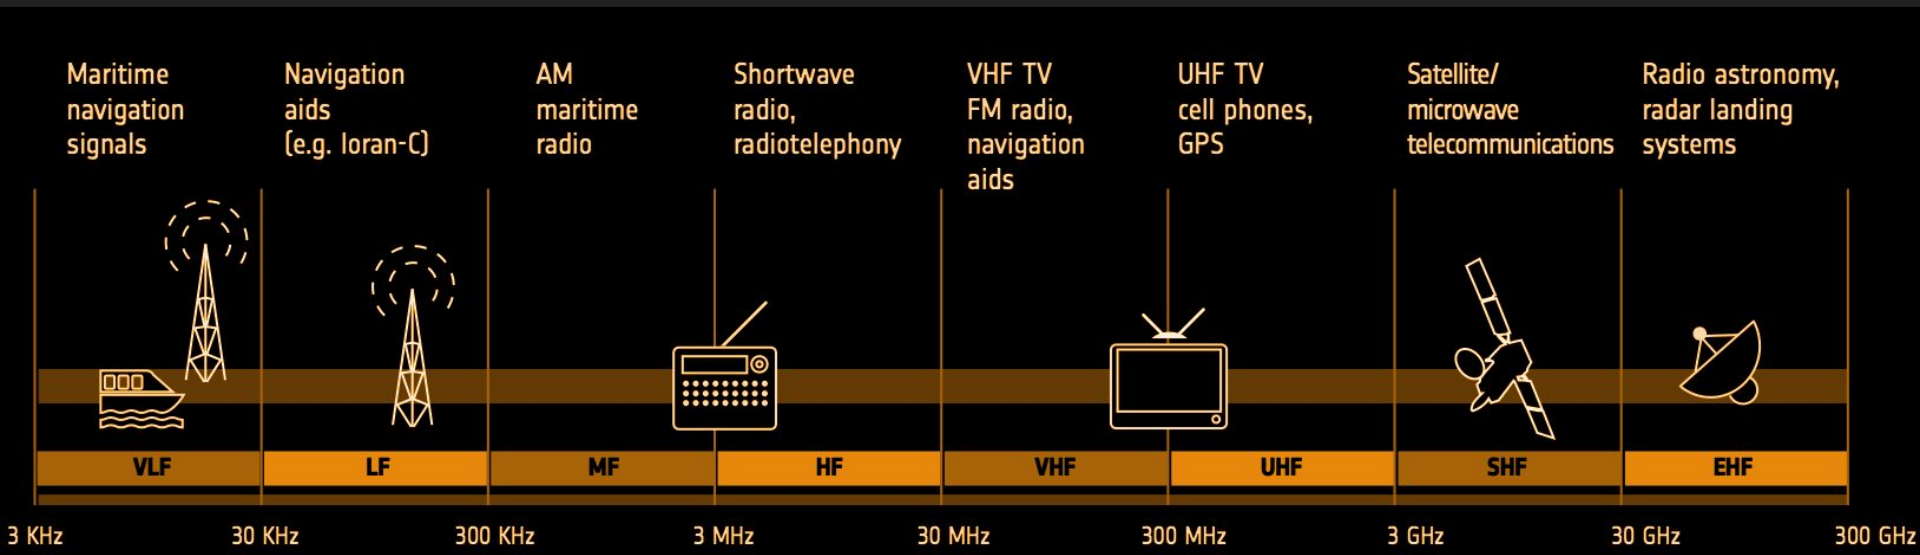 Maritime
navigation
signals
Navigation
aids
(e.g. loran-C)
AM
maritime
radio
Shortwave
radio,
radiotelephony
VHF TV
FM radio,
navigation
aids
UHF TV
cell phones,
GPS
Satellite/
microwave
telecommunications
Radio astronomy,
radar landing
systems
VLF
LF
MF
HF
VHF
UHF
SHF
EHF
3 KHz
30 KHz
300 KHz
3 MHz
30 MHz
300 MHz
3 GHz
30 GHz
300 GHz